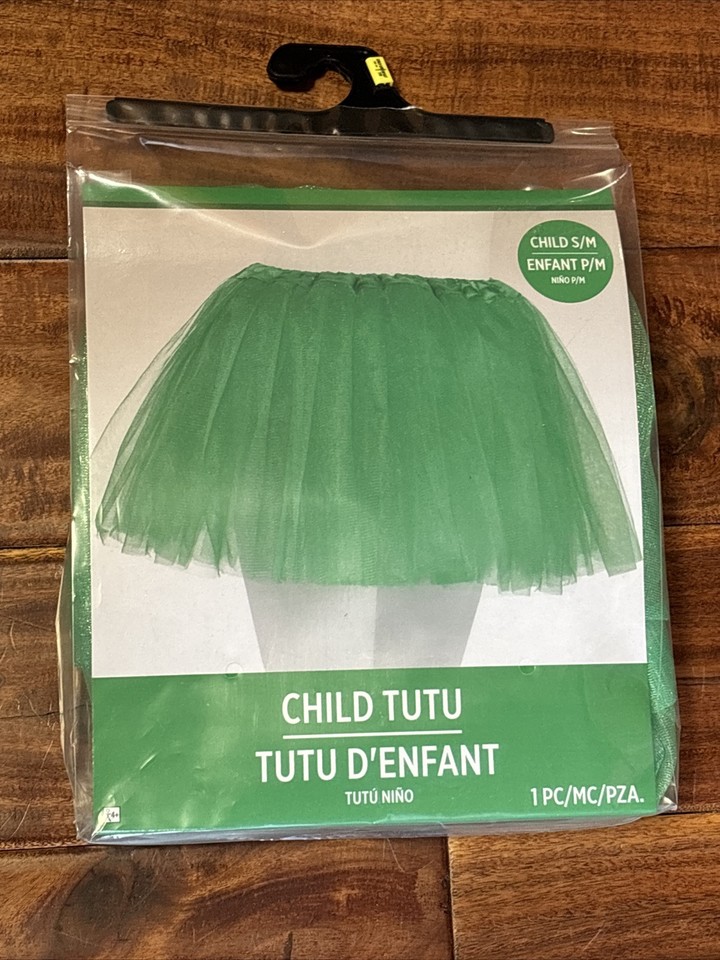 CHILD S/M
ENFANT P/M
NIÑO P/M
CHILD TUTU
TUTU D'ENFANT
TUTÚ NIÑO
1 PC/MC/PZA.